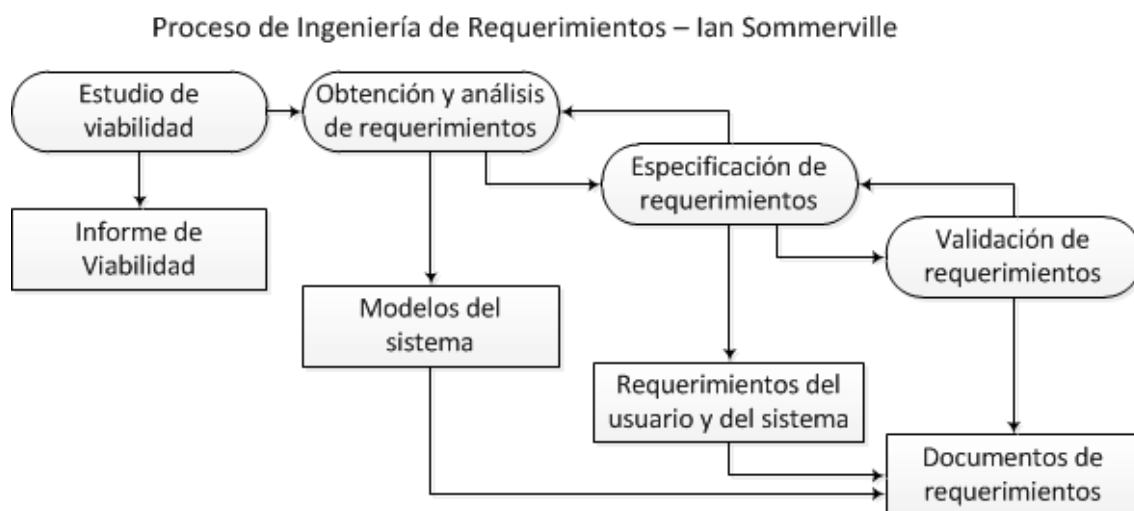 Proceso de Ingeniería de Requerimientos – Ian Sommerville
Estudio de
viabilidad
Obtención y análisis
de requerimientos
Especificación de
requerimientos
Validación de
requerimientos
Informe de
Viabilidad
Modelos del
sistema
Requerimientos del
usuario y del sistema
Documentos de
requerimientos